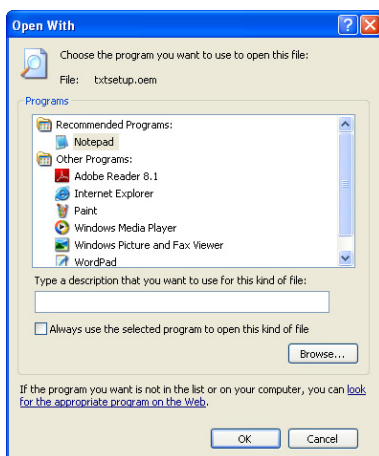 Open With
Choose the program you want to use to open this file:
File: txtsetup.oem
Programs
Recommended Programs:
Notepad
Other Programs:
Adobe Reader 8.1
Internet Explorer
Paint
Windows Media Player
Windows Picture and Fax Viewer
WordPad
Type a description that you want to use for this kind of file:
Always use the selected program to open this kind of file
Browse...
If the program you want is not in the list or on your computer, you can look
for the appropriate program on the Web.
OK Cancel